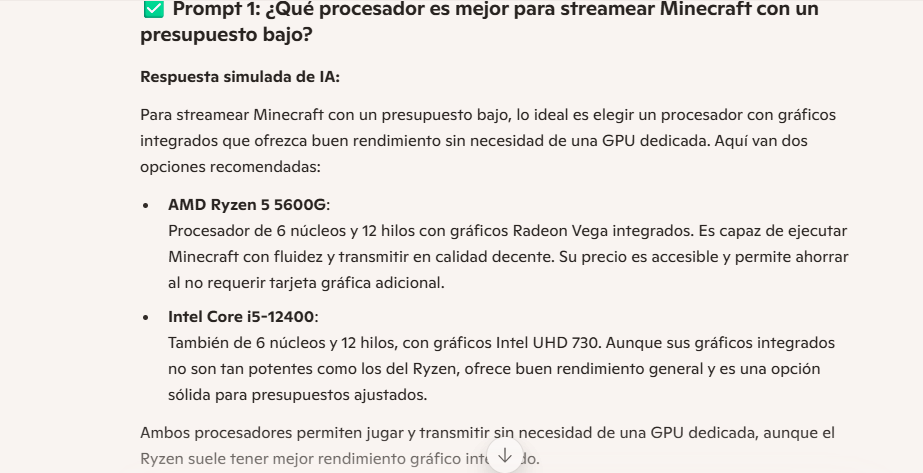 ✅ Prompt 1: ¿Qué procesador es mejor para streamear Minecraft con un
presupuesto bajo?
Respuesta simulada de IA:
Para streamear Minecraft con un presupuesto bajo, lo ideal es elegir un procesador con gráficos
integrados que ofrezca buen rendimiento sin necesidad de una GPU dedicada. Aquí van dos
opciones recomendadas:
• AMD Ryzen 5 5600G:
Procesador de 6 núcleos y 12 hilos con gráficos Radeon Vega integrados. Es capaz de ejecutar
Minecraft con fluidez y transmitir en calidad decente. Su precio es accesible y permite ahorrar
al no requerir tarjeta gráfica adicional.
• Intel Core i5-12400:
También de 6 núcleos y 12 hilos, con gráficos Intel UHD 730. Aunque sus gráficos integrados
no son tan potentes como los del Ryzen, ofrece buen rendimiento general y es una opción
sólida para presupuestos ajustados.
Ambos procesadores permiten jugar y transmitir sin necesidad de una GPU dedicada, aunque el
Ryzen suele tener mejor rendimiento gráfico